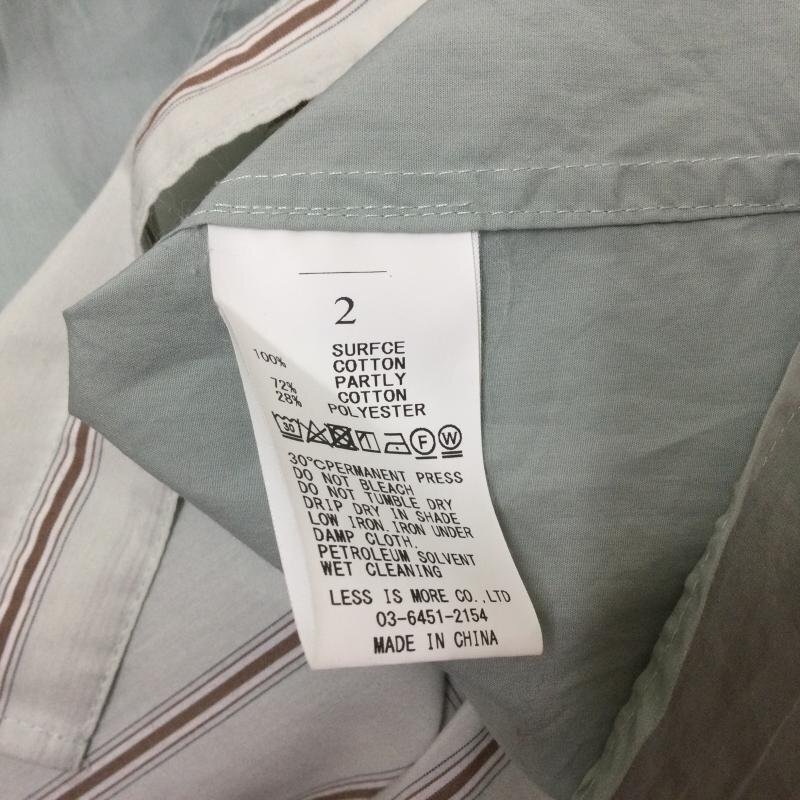 2
SURFCE
100% COTTON
PARTLY
72% COTTON
28% POLYESTER
30 F W
30°CPERMANENT PRESS
DO NOT BLEACH
DO NOT TUMBLE DRY
DRIP DRY IN SHADE
LOW IRON.IRON UNDER
DAMP CLOTH.
PETROLEUM SOLVENT
WET CLEANING
LESS IS MORE CO.,LTD
03-6451-2154
MADE IN CHINA